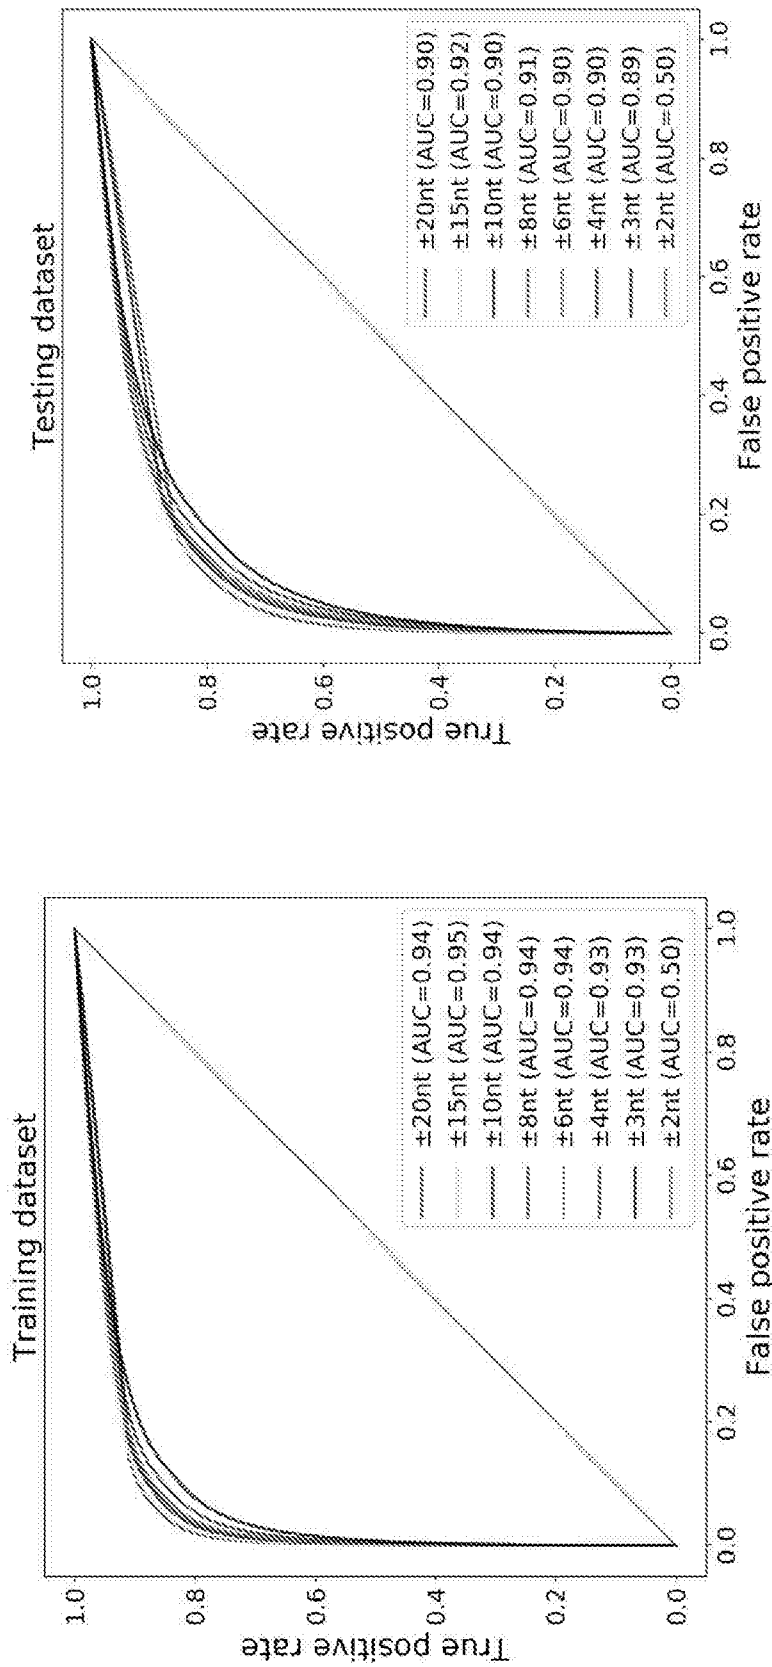 Training dataset
True positive rate
1.0
0.8
0.6
0.4
0.2
0.0
0.0
0.2
0.4
0.6
0.8
1.0
False positive rate
±20nt (AUC=0.94)
±15nt (AUC=0.95)
±10nt (AUC=0.94)
±8nt (AUC=0.94)
±6nt (AUC=0.94)
±4nt (AUC=0.93)
±3nt (AUC=0.93)
±2nt (AUC=0.50)
Testing dataset
True positive rate
1.0
0.8
0.6
0.4
0.2
0.0
0.0
0.2
0.4
0.6
0.8
1.0
False positive rate
±20nt (AUC=0.90)
±15nt (AUC=0.92)
±10nt (AUC=0.90)
±8nt (AUC=0.91)
±6nt (AUC=0.90)
±4nt (AUC=0.90)
±3nt (AUC=0.89)
±2nt (AUC=0.50)